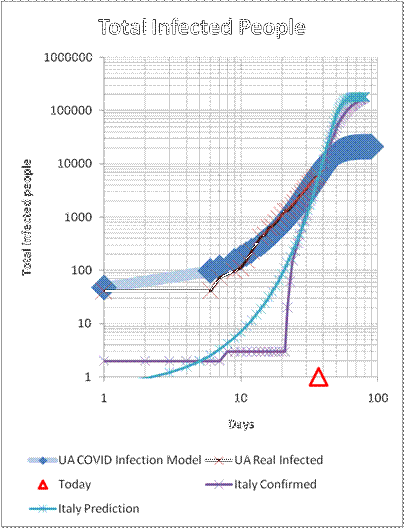 Total Infected People
1000000
100000
10000
1000
100
10
1
1 10 100
Total infected people
Days
UA COVID Infection Model UA Real Infected
Today Italy Confirmed
Italy Prediction